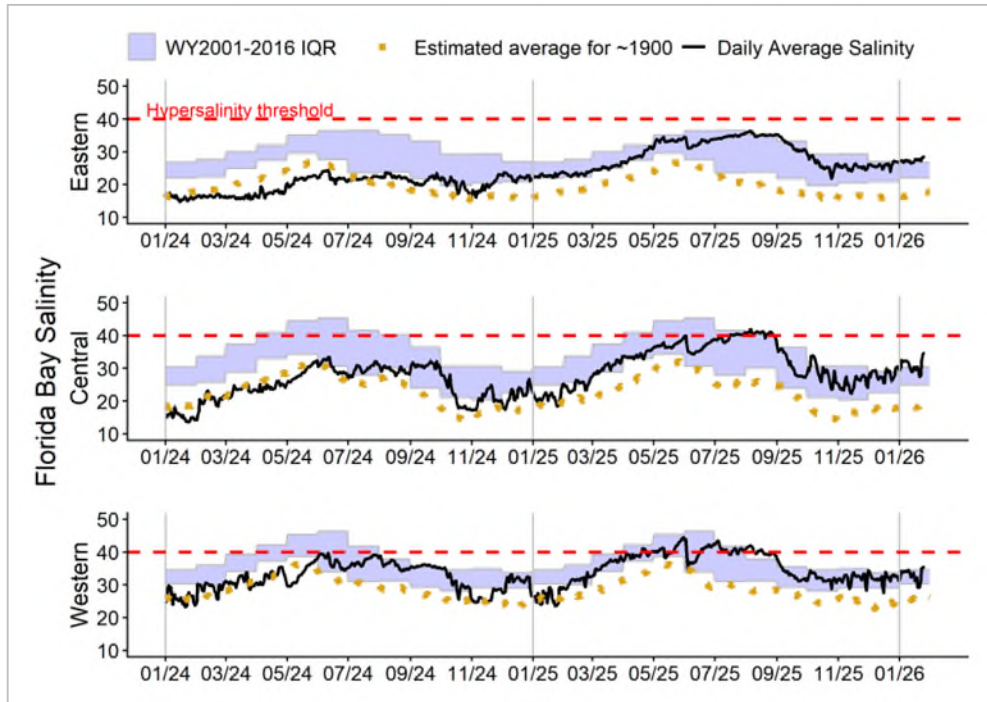 WY2001-2016 IQR Estimated average for ~1900 Daily Average Salinity
Florida Bay Salinity
Eastern
Hypersalinity threshold
50
40
30
20
10
01/24 03/24 05/24 07/24 09/24 11/24 01/25 03/25 05/25 07/25 09/25 11/25 01/26
Central
50
40
30
20
10
01/24 03/24 05/24 07/24 09/24 11/24 01/25 03/25 05/25 07/25 09/25 11/25 01/26
Western
50
40
30
20
10
01/24 03/24 05/24 07/24 09/24 11/24 01/25 03/25 05/25 07/25 09/25 11/25 01/26